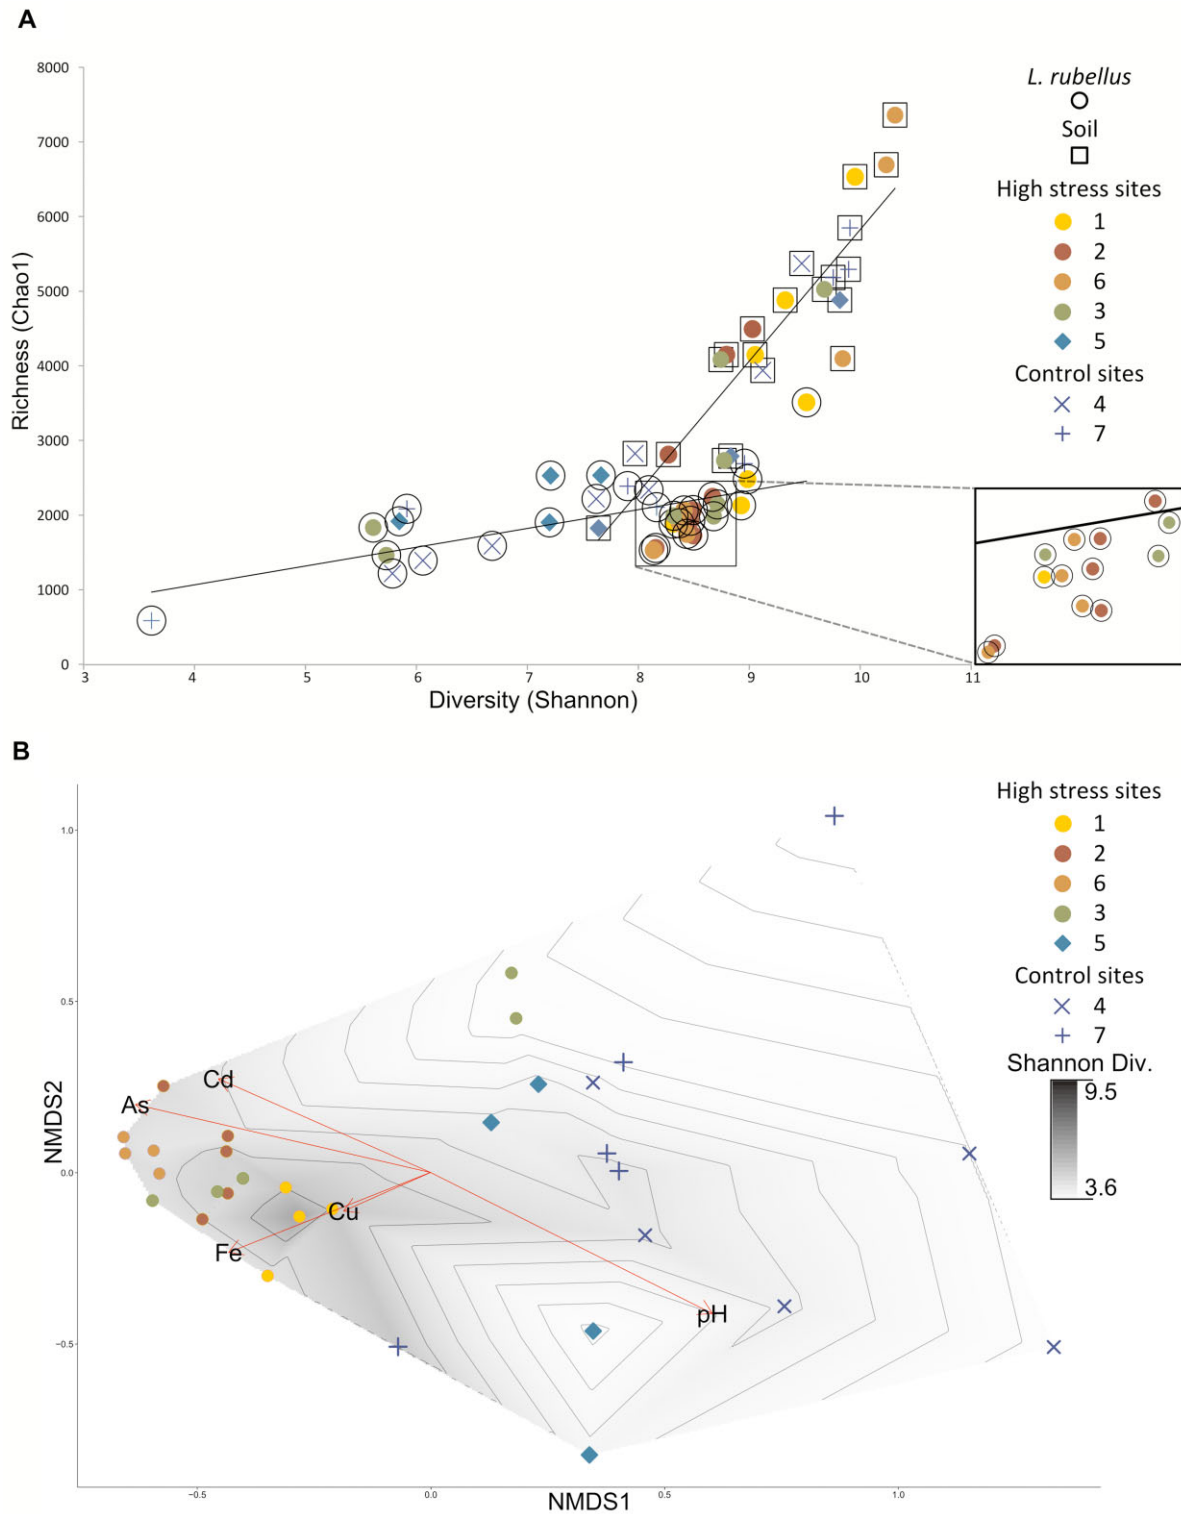 A
8000
7000
6000
5000
4000
3000
2000
1000
0
Richness (Chao1)
3 4 5 6 7 8 9 10 11
Diversity (Shannon)
L. rubellus
Soil
High stress sites
1
2
6
3
5
Control sites
4
7
B
1.0
0.5
0.0
−0.5
NMDS2
−0.5 0.0 0.5 1.0
NMDS1
Cd
As
Cu
Fe
pH
High stress sites
1
2
6
3
5
Control sites
4
7
Shannon Div.
9.5
3.6